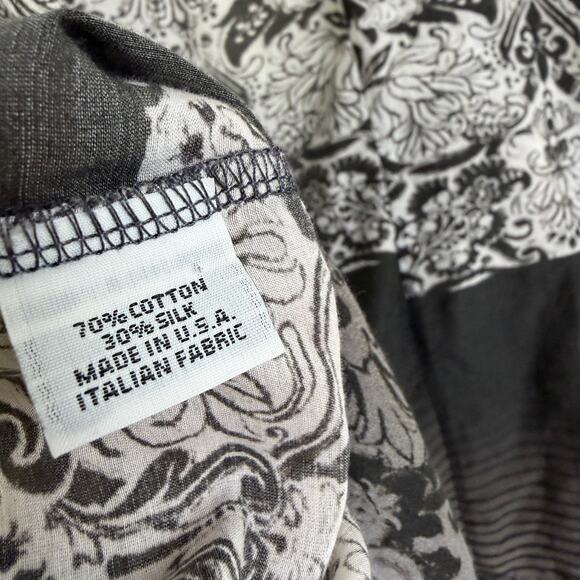 70% COTTON
30% SILK
MADE IN U.S.A.
ITALIAN FABRIC